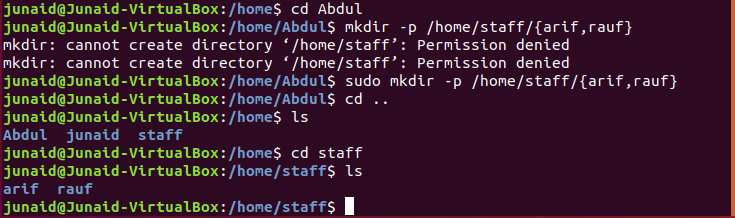 junaid@Junaid-VirtualBox:/home$ cd Abdul
junaid@Junaid-VirtualBox:/home/Abdul$ mkdir -p /home/staff/{arif,rauf}
mkdir: cannot create directory ‘/home/staff’: Permission denied
mkdir: cannot create directory ‘/home/staff’: Permission denied
junaid@Junaid-VirtualBox:/home/Abdul$ sudo mkdir -p /home/staff/{arif,rauf}
junaid@Junaid-VirtualBox:/home/Abdul$ cd ..
junaid@Junaid-VirtualBox:/home$ ls
Abdul  junaid  staff
junaid@Junaid-VirtualBox:/home$ cd staff
junaid@Junaid-VirtualBox:/home/staff$ ls
arif  rauf
junaid@Junaid-VirtualBox:/home/staff$